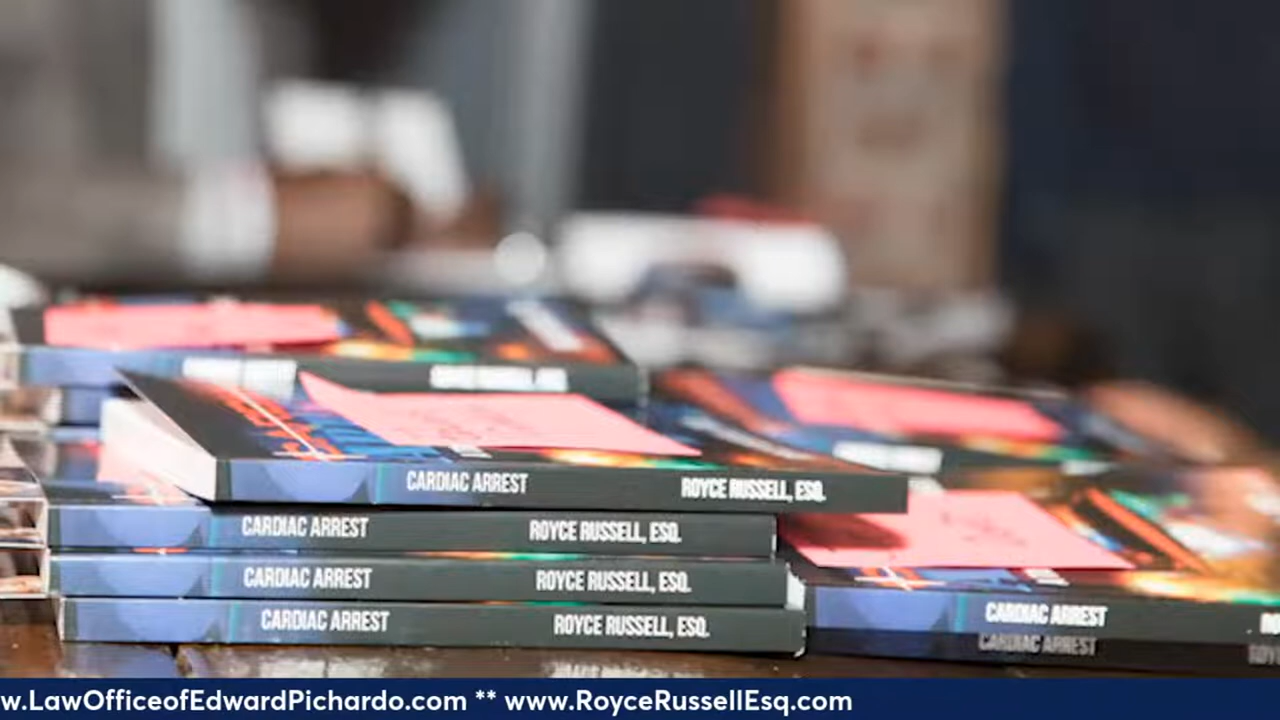 CARDIAC ARREST ROYCE RUSSELL, ESQ.
CARDIAC ARREST ROYCE RUSSELL, ESQ.
CARDIAC ARREST ROYCE RUSSELL, ESQ.
CARDIAC ARREST ROYCE RUSSELL, ESQ.
CARDIAC ARREST
CARDIAC ARREST
w.LawOfficeofEdwardPichardo.com ** www.RoyceRussellEsq.com